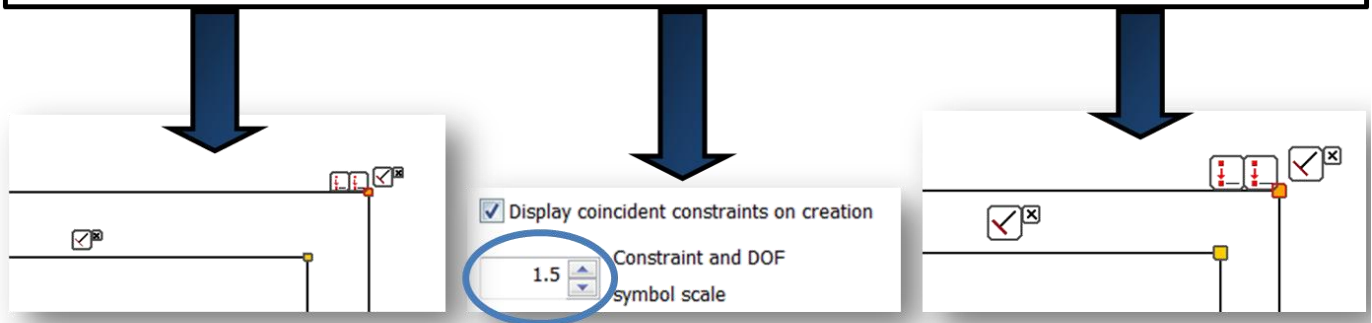 Display coincident constraints on creation
1.5
Constraint and DOF
symbol scale